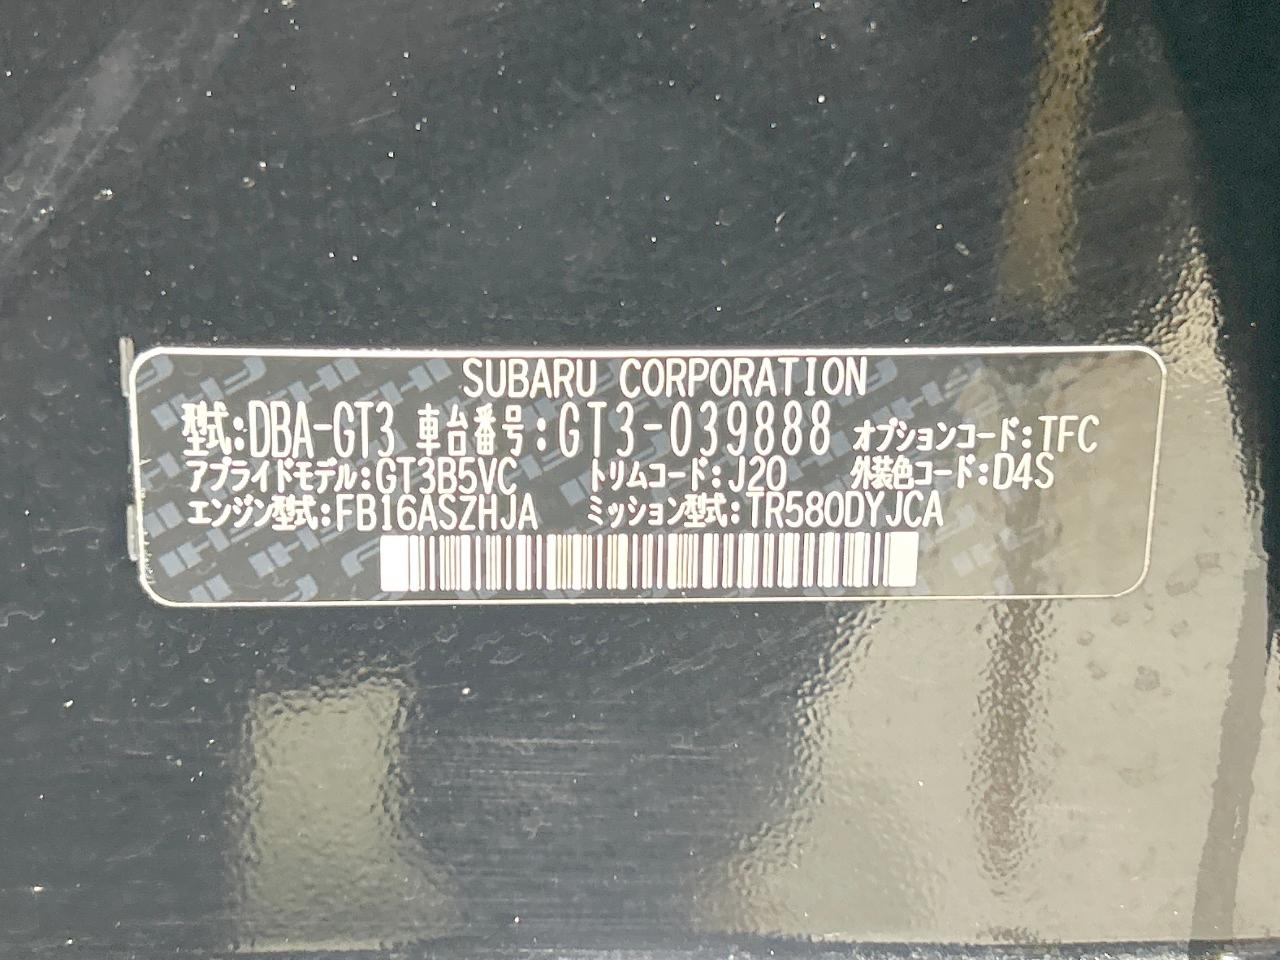 SUBARU CORPORATION
型式:DBA-GT3 車台番号:GT3-039888 オプションコード:TFC
アプライドモデル:GT3B5VC トリムコード:J20 外装色コード:D4S
エンジン型式:FB16ASZHJA ミッション型式:TR580DYJCA